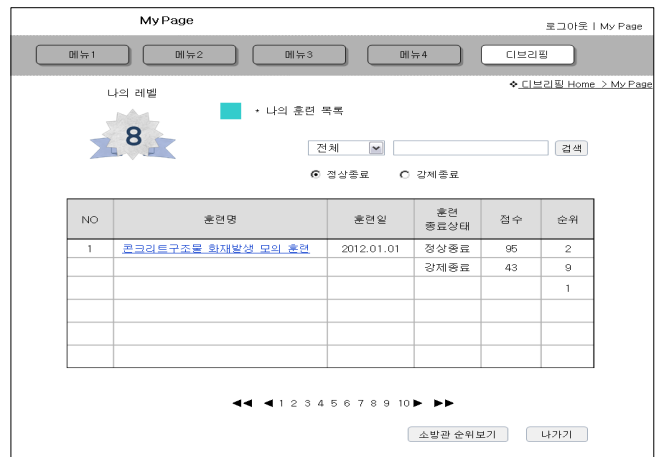 My Page
로그아웃 | My Page
메뉴1 메뉴2 메뉴3 메뉴4 디브리핑
❖ 디브리핑 Home > My Page
나의 레벨
8
· 나의 훈련 목록
전체 검색
정상종료 강제종료
NO 훈련명 훈련일 훈련 종료상태 점수 순위
1 콘크리트구조물 화재발생 모의 훈련 2012.01.01 정상종료 95 2
강제종료 43 9
1
◀◀ ◀ 1 2 3 4 5 6 7 8 9 10 ▶ ▶▶
소방관 순위보기 나가기